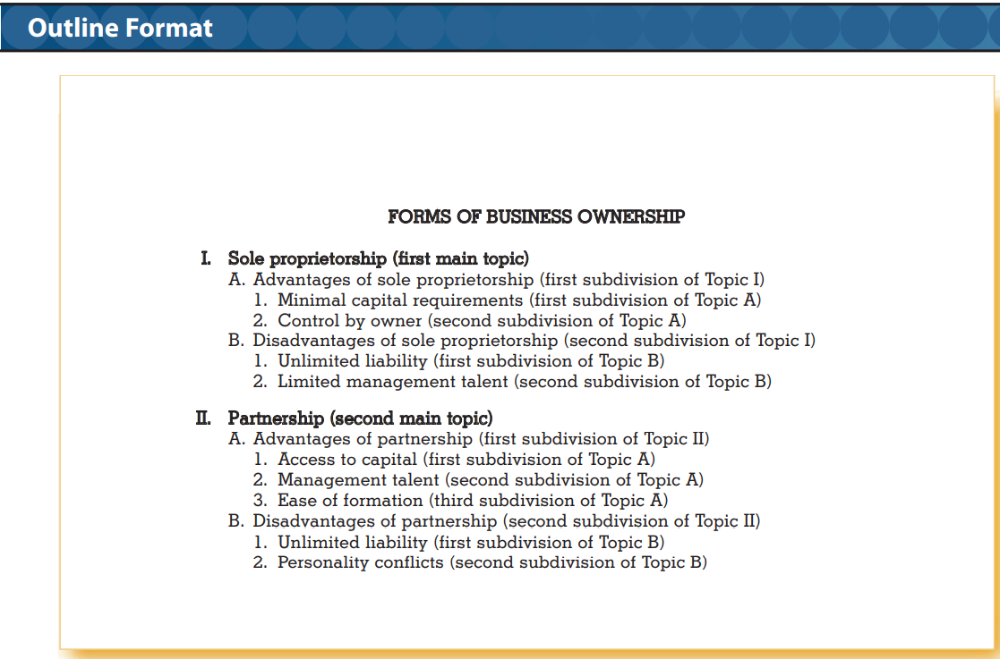 Outline Format
FORMS OF BUSINESS OWNERSHIP
I. Sole proprietorship (first main topic)
A. Advantages of sole proprietorship (first subdivision of Topic I)
1. Minimal capital requirements (first subdivision of Topic A)
2. Control by owner (second subdivision of Topic A)
B. Disadvantages of sole proprietorship (second subdivision of Topic I)
1. Unlimited liability (first subdivision of Topic B)
2. Limited management talent (second subdivision of Topic B)
II. Partnership (second main topic)
A. Advantages of partnership (first subdivision of Topic II)
1. Access to capital (first subdivision of Topic A)
2. Management talent (second subdivision of Topic A)
3. Ease of formation (third subdivision of Topic A)
B. Disadvantages of partnership (second subdivision of Topic II)
1. Unlimited liability (first subdivision of Topic B)
2. Personality conflicts (second subdivision of Topic B)